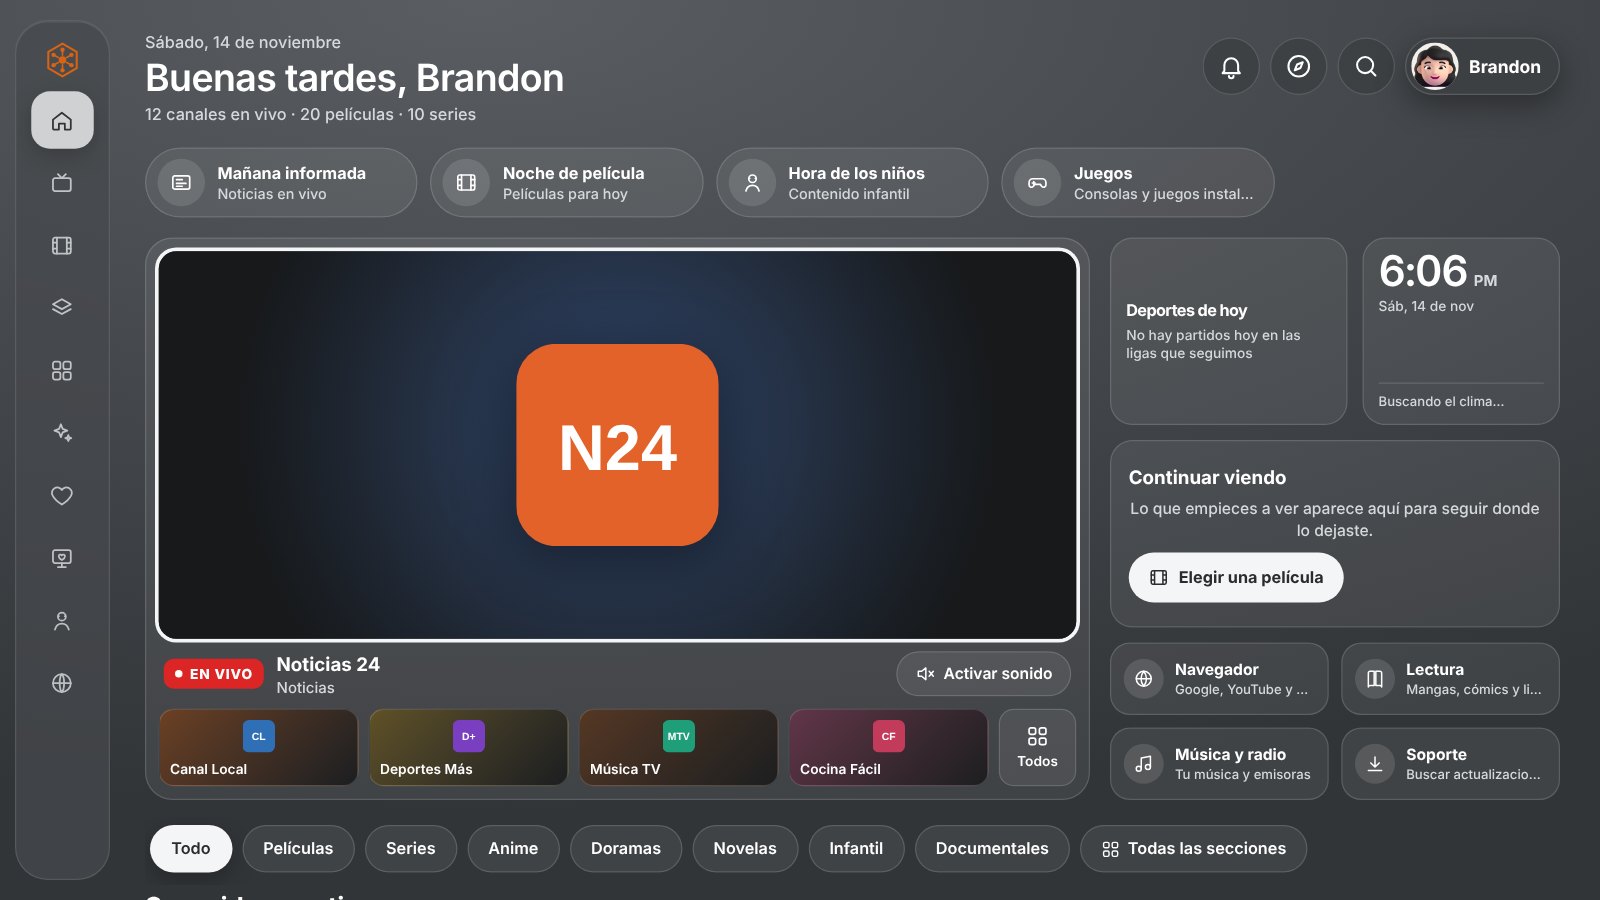 Sábado, 14 de noviembre
Buenas tardes, Brandon
12 canales en vivo · 20 películas · 10 series
Brandon
Mañana informada
Noticias en vivo
Noche de película
Películas para hoy
Hora de los niños
Contenido infantil
Juegos
Consolas y juegos instal...
N24
EN VIVO
Noticias 24
Noticias
Activar sonido
CL
Canal Local
D+
Deportes Más
MTV
Música TV
CF
Cocina Fácil
Todos
Deportes de hoy
No hay partidos hoy en las
ligas que seguimos
6:06 PM
Sáb, 14 de nov
Buscando el clima...
Continuar viendo
Lo que empieces a ver aparece aquí para seguir donde
lo dejaste.
Elegir una película
Navegador
Google, YouTube y ...
Lectura
Mangas, cómics y li...
Música y radio
Tu música y emisoras
Soporte
Buscar actualizacio...
Todo
Películas
Series
Anime
Doramas
Novelas
Infantil
Documentales
Todas las secciones